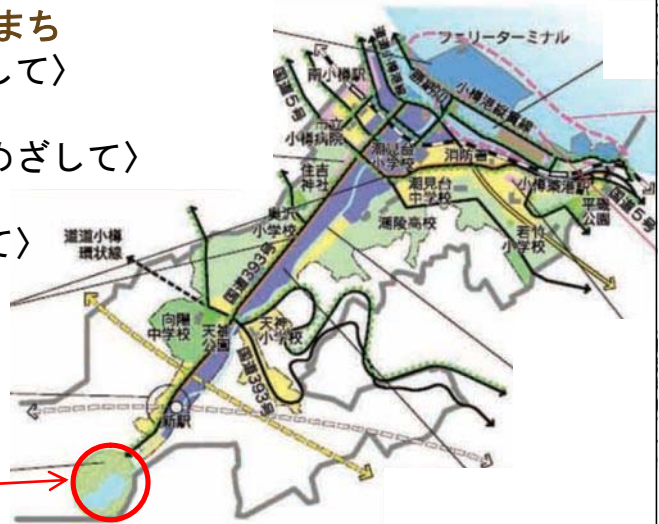 まち
して〉
めざして〉
て〉
フェリーターミナル
南小樽駅
国道5号
小樽港縦貫線
市立
小樽病院
潮見台
小学校
消防署
住吉
神社
潮見台
中学校
小樽築港駅
国道5号
平磯
公園
奥沢
小学校
潮陵高校
若竹
小学校
道道小樽
環状線
国道393号
向陽
中学校
天神
公園
天神
小学校
国道393号
新駅